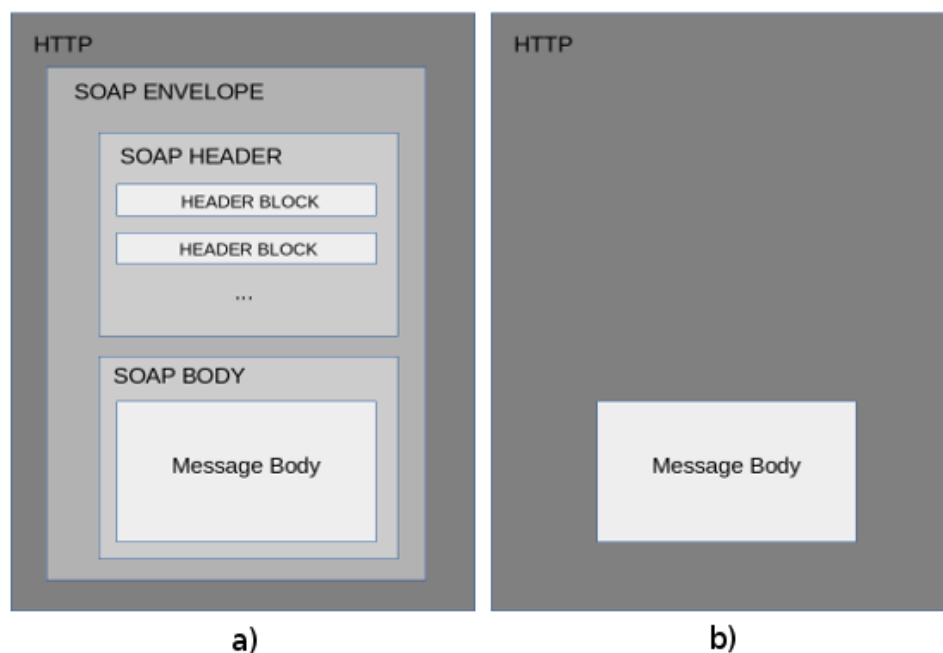 HTTP
SOAP ENVELOPE
SOAP HEADER
HEADER BLOCK
HEADER BLOCK
...
SOAP BODY
Message Body
a)
HTTP
Message Body
b)